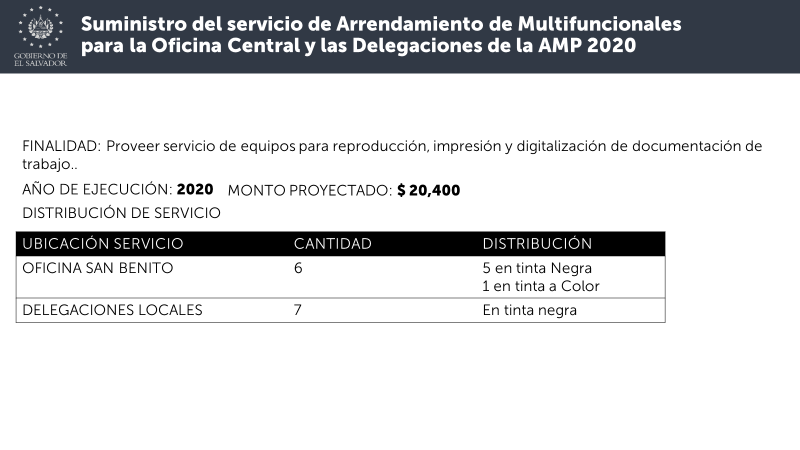 Suministro del servicio de Arrendamiento de Multifuncionales
para la Oficina Central y las Delegaciones de la AMP 2020
GOBIERNO DE
EL SALVADOR
FINALIDAD: Proveer servicio de equipos para reproducción, impresión y digitalización de documentación de
trabajo..
AÑO DE EJECUCIÓN: 2020 MONTO PROYECTADO: $ 20,400
DISTRIBUCIÓN DE SERVICIO
UBICACIÓN SERVICIO CANTIDAD DISTRIBUCIÓN
OFICINA SAN BENITO 6 5 en tinta Negra
1 en tinta a Color
DELEGACIONES LOCALES 7 En tinta negra